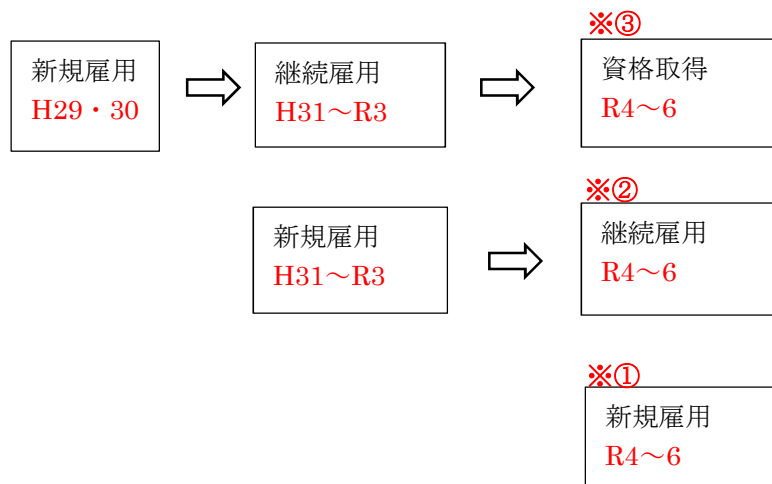 ※③
新規雇用
H29・30
継続雇用
H31～R3
資格取得
R4～6
※②
新規雇用
H31～R3
継続雇用
R4～6
※①
新規雇用
R4～6